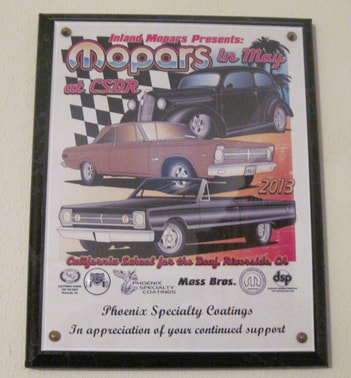 Inland Mopars Presents:
Mopars in May
at CSDR
2013
California School for the Deaf, Riverside, CA
PHOENIX
SPECIALTY
COATINGS
Moss Bros.
dsp
Phoenix Specialty Coatings
In appreciation of your continued support